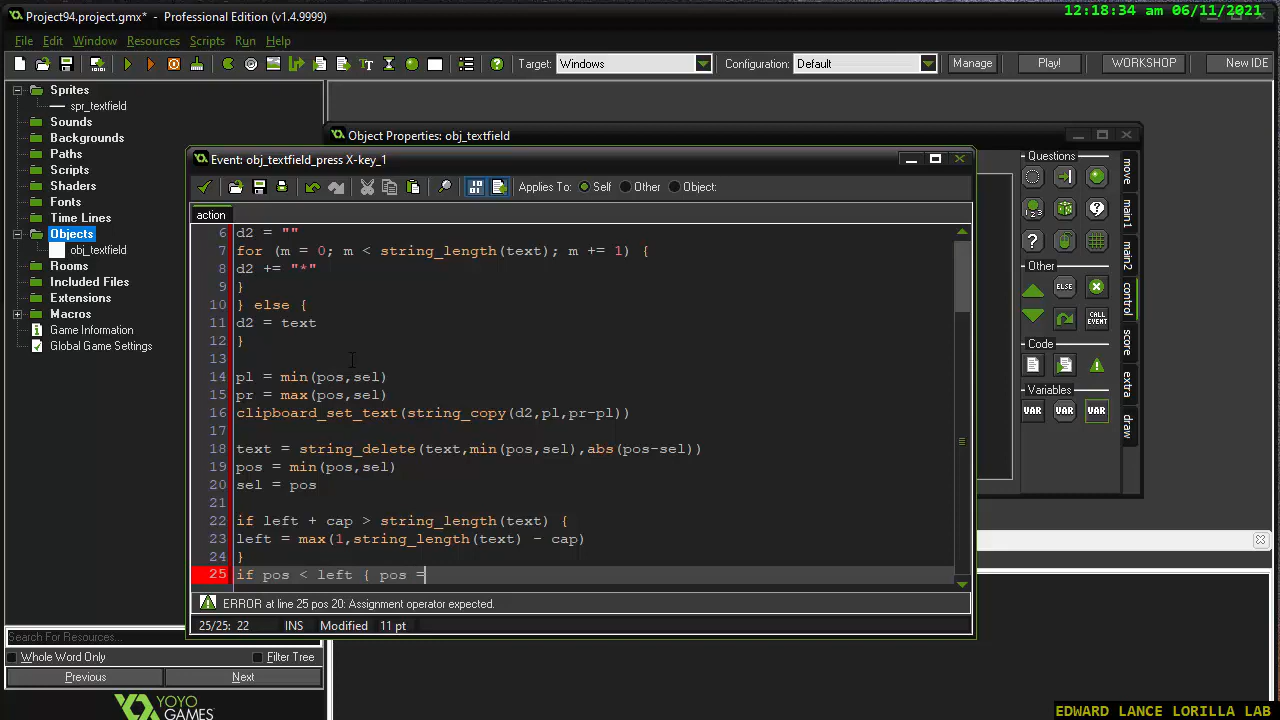 Project94.project.gmx* - Professional Edition (v1.4.9999)
12:18:34 am 06/11/2021
File Edit Window Resources Scripts Run Help
Target: Windows Configuration: Default Manage Play! WORKSHOP New IDE
Sprites
spr_textfield
Sounds
Backgrounds
Paths
Scripts
Shaders
Fonts
Time Lines
Objects
obj_textfield
Rooms
Included Files
Extensions
Macros
Game Information
Global Game Settings
Search For Resources...
Whole Word Only Filter Tree
Previous Next
YOYO
GAMES
Object Properties: obj_textfield
Event: obj_textfield_press X-key_1
Applies To: Self Other Object:
action
6 d2 = ""
7 for (m = 0; m < string_length(text); m += 1) {
8 d2 += "*"
9 }
10 } else {
11 d2 = text
12 }
13
14 pl = min(pos,sel)
15 pr = max(pos,sel)
16 clipboard_set_text(string_copy(d2,pl,pr-pl))
17
18 text = string_delete(text,min(pos,sel),abs(pos-sel))
19 pos = min(pos,sel)
20 sel = pos
21
22 if left + cap > string_length(text) {
23 left = max(1,string_length(text) - cap)
24 }
25 if pos < left { pos =
ERROR at line 25 pos 20: Assignment operator expected.
25/25: 22 INS Modified 11 pt
Questions
Other
ELSE
CALL
EVENT
Code
Variables
VAR VAR VAR
move
main1
main2
control
score
extra
draw
EDWARD LANCE LORILLA LAB